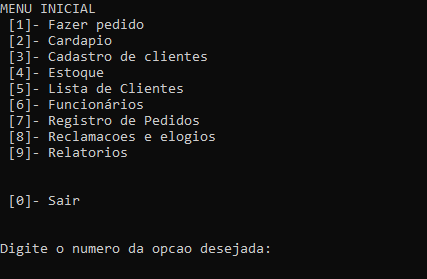 MENU INICIAL
[1]- Fazer pedido
[2]- Cardapio
[3]- Cadastro de clientes
[4]- Estoque
[5]- Lista de Clientes
[6]- Funcionários
[7]- Registro de Pedidos
[8]- Reclamacoes e elogios
[9]- Relatorios
[0]- Sair
Digite o numero da opcao desejada: